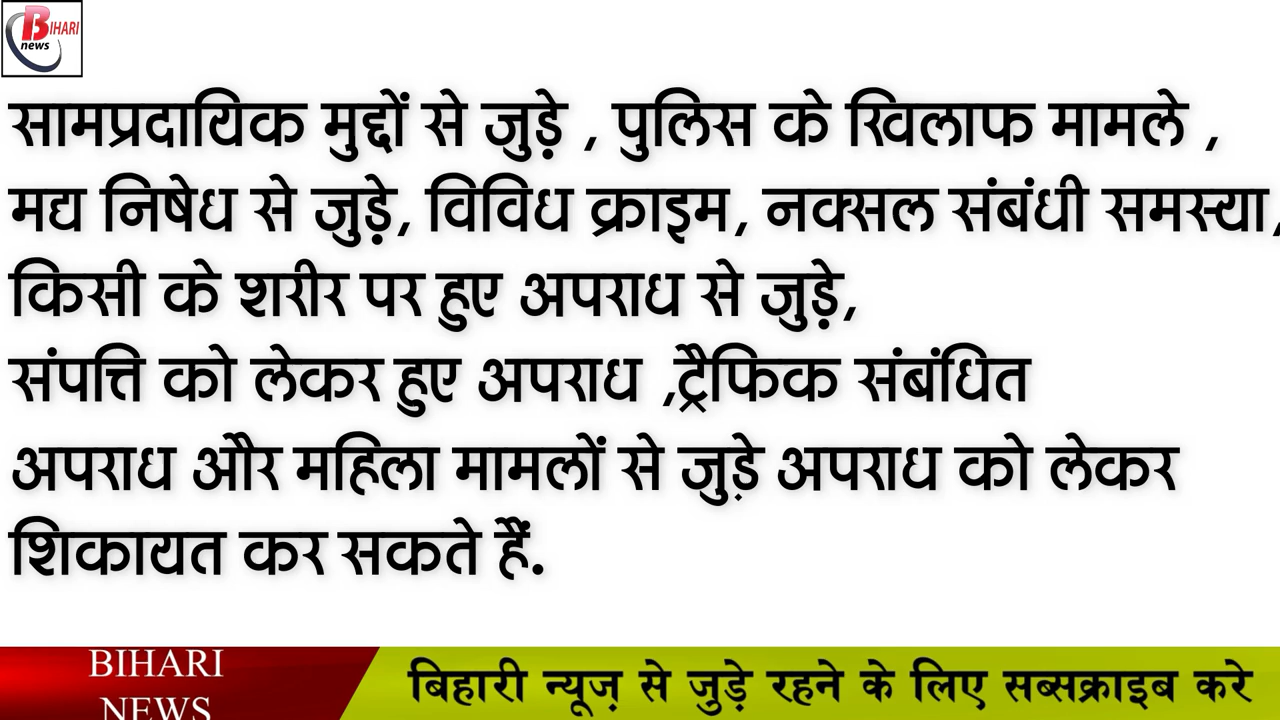 BIHARI
news
सामप्रदायिक मुद्दों से जुड़े , पुलिस के खिलाफ मामले ,
मद्य निषेध से जुड़े, विविध क्राइम, नक्सल संबंधी समस्या,
किसी के शरीर पर हुए अपराध से जुड़े,
संपत्ति को लेकर हुए अपराध ,ट्रैफिक संबंधित
अपराध और महिला मामलों से जुड़े अपराध को लेकर
शिकायत कर सकते हैं.
BIHARI
NEWS
बिहारी न्यूज़ से जुड़े रहने के लिए सब्सक्राइब करे